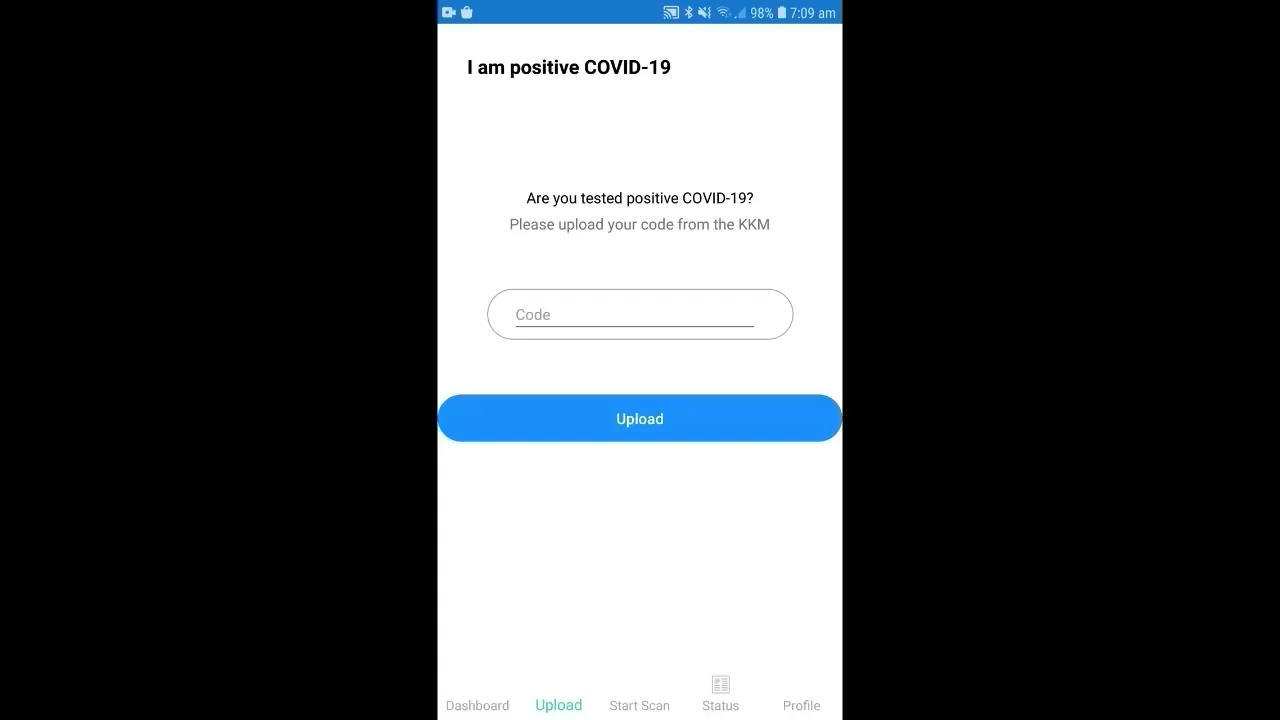 98% 7:09 am
I am positive COVID-19
Are you tested positive COVID-19?
Please upload your code from the KKM
Code
Upload
Dashboard Upload Start Scan Status Profile